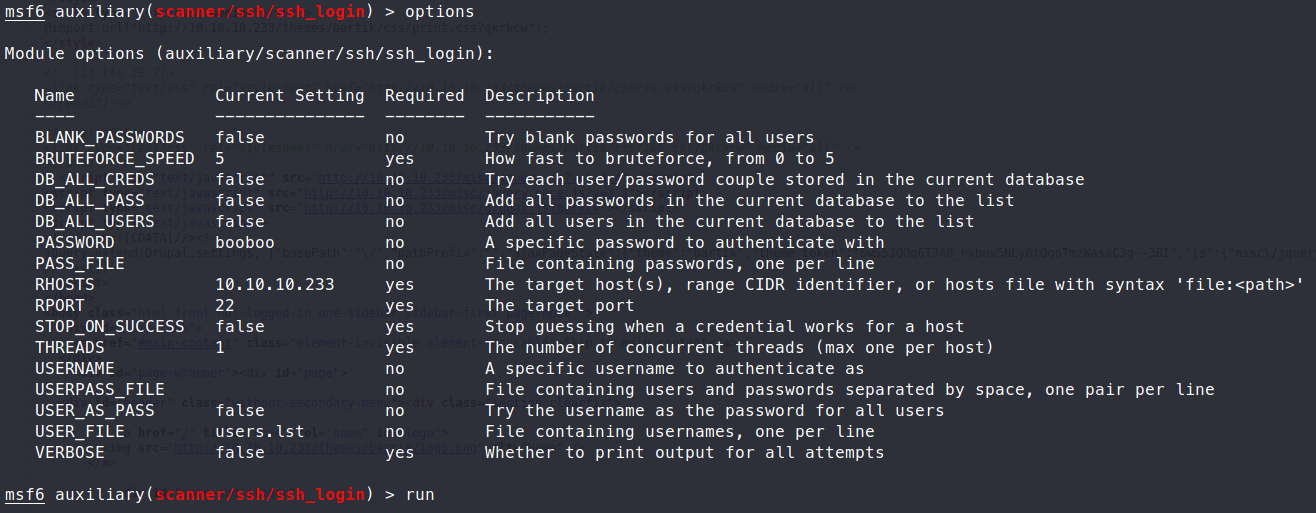 msf6 auxiliary(scanner/ssh/ssh_login) > options
Module options (auxiliary/scanner/ssh/ssh_login):
Name Current Setting Required Description
---- --------------- -------- -----------
BLANK_PASSWORDS false no Try blank passwords for all users
BRUTEFORCE_SPEED 5 yes How fast to bruteforce, from 0 to 5
DB_ALL_CREDS false no Try each user/password couple stored in the current database
DB_ALL_PASS false no Add all passwords in the current database to the list
DB_ALL_USERS false no Add all users in the current database to the list
PASSWORD booboo no A specific password to authenticate with
PASS_FILE no File containing passwords, one per line
RHOSTS 10.10.10.233 yes The target host(s), range CIDR identifier, or hosts file with syntax 'file:<path>'
RPORT 22 yes The target port
STOP_ON_SUCCESS false yes Stop guessing when a credential works for a host
THREADS 1 yes The number of concurrent threads (max one per host)
USERNAME no A specific username to authenticate as
USERPASS_FILE no File containing users and passwords separated by space, one pair per line
USER_AS_PASS false no Try the username as the password for all users
USER_FILE users.lst no File containing usernames, one per line
VERBOSE false yes Whether to print output for all attempts
msf6 auxiliary(scanner/ssh/ssh_login) > run